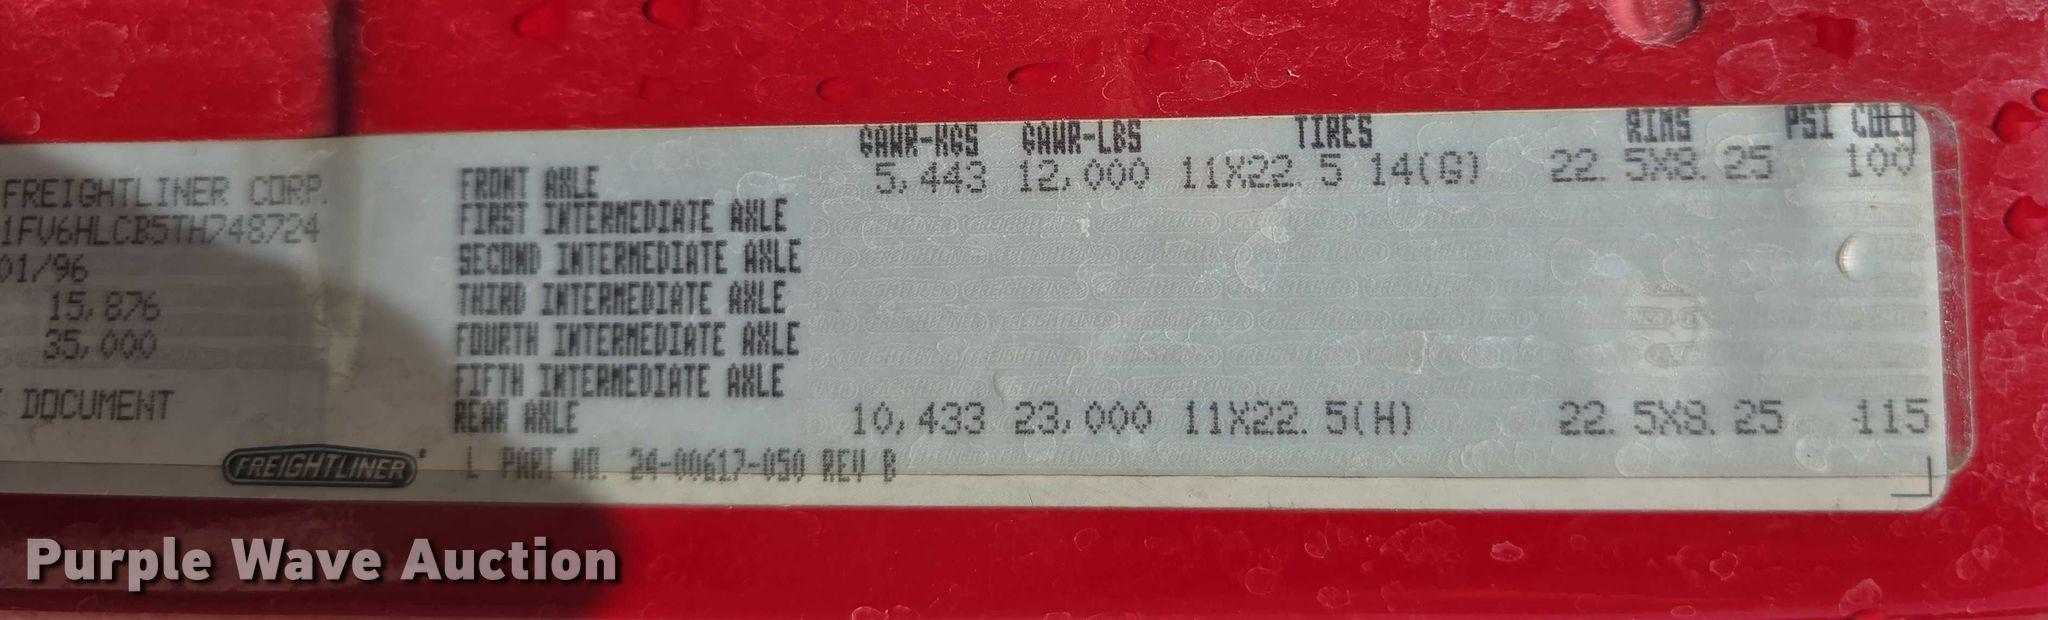 GAWR-KGS GAWR-LBS TIRES RIMS PSI COLD
FRONT AXLE 5,443 12,000 11X22.5 14(G) 22.5X8.25 100
FIRST INTERMEDIATE AXLE
SECOND INTERMEDIATE AXLE
THIRD INTERMEDIATE AXLE
FOURTH INTERMEDIATE AXLE
FIFTH INTERMEDIATE AXLE
REAR AXLE 10,433 23,000 11X22.5(H) 22.5X8.25 115
FREIGHTLINER CORP.
1FV6HLCB5TH748724
01/96
15,876
35,000
DOCUMENT
FREIGHTLINER
L PART NO. 24-00617-050 REV B
Purple Wave Auction